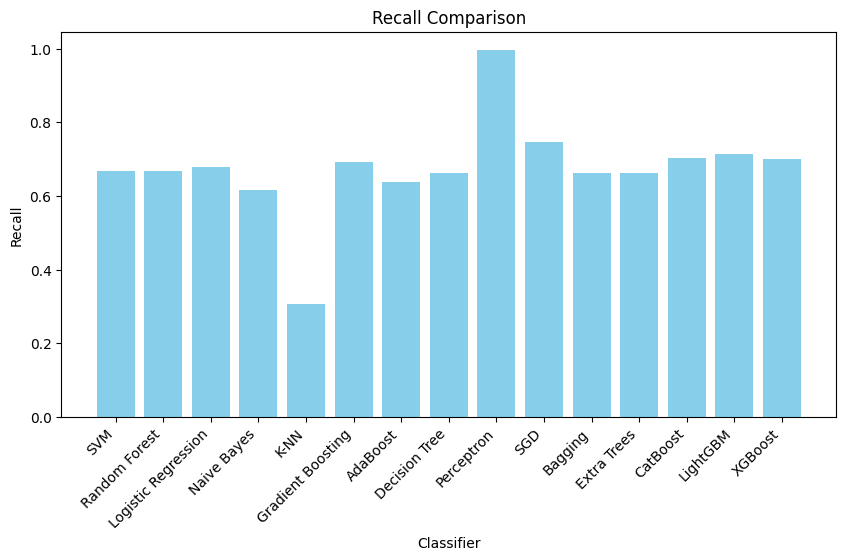 Recall Comparison
Recall
1.0
0.8
0.6
0.4
0.2
0.0
SVM
Random Forest
Logistic Regression
Naive Bayes
K-NN
Gradient Boosting
AdaBoost
Decision Tree
Perceptron
SGD
Bagging
Extra Trees
CatBoost
LightGBM
XGBoost
Classifier